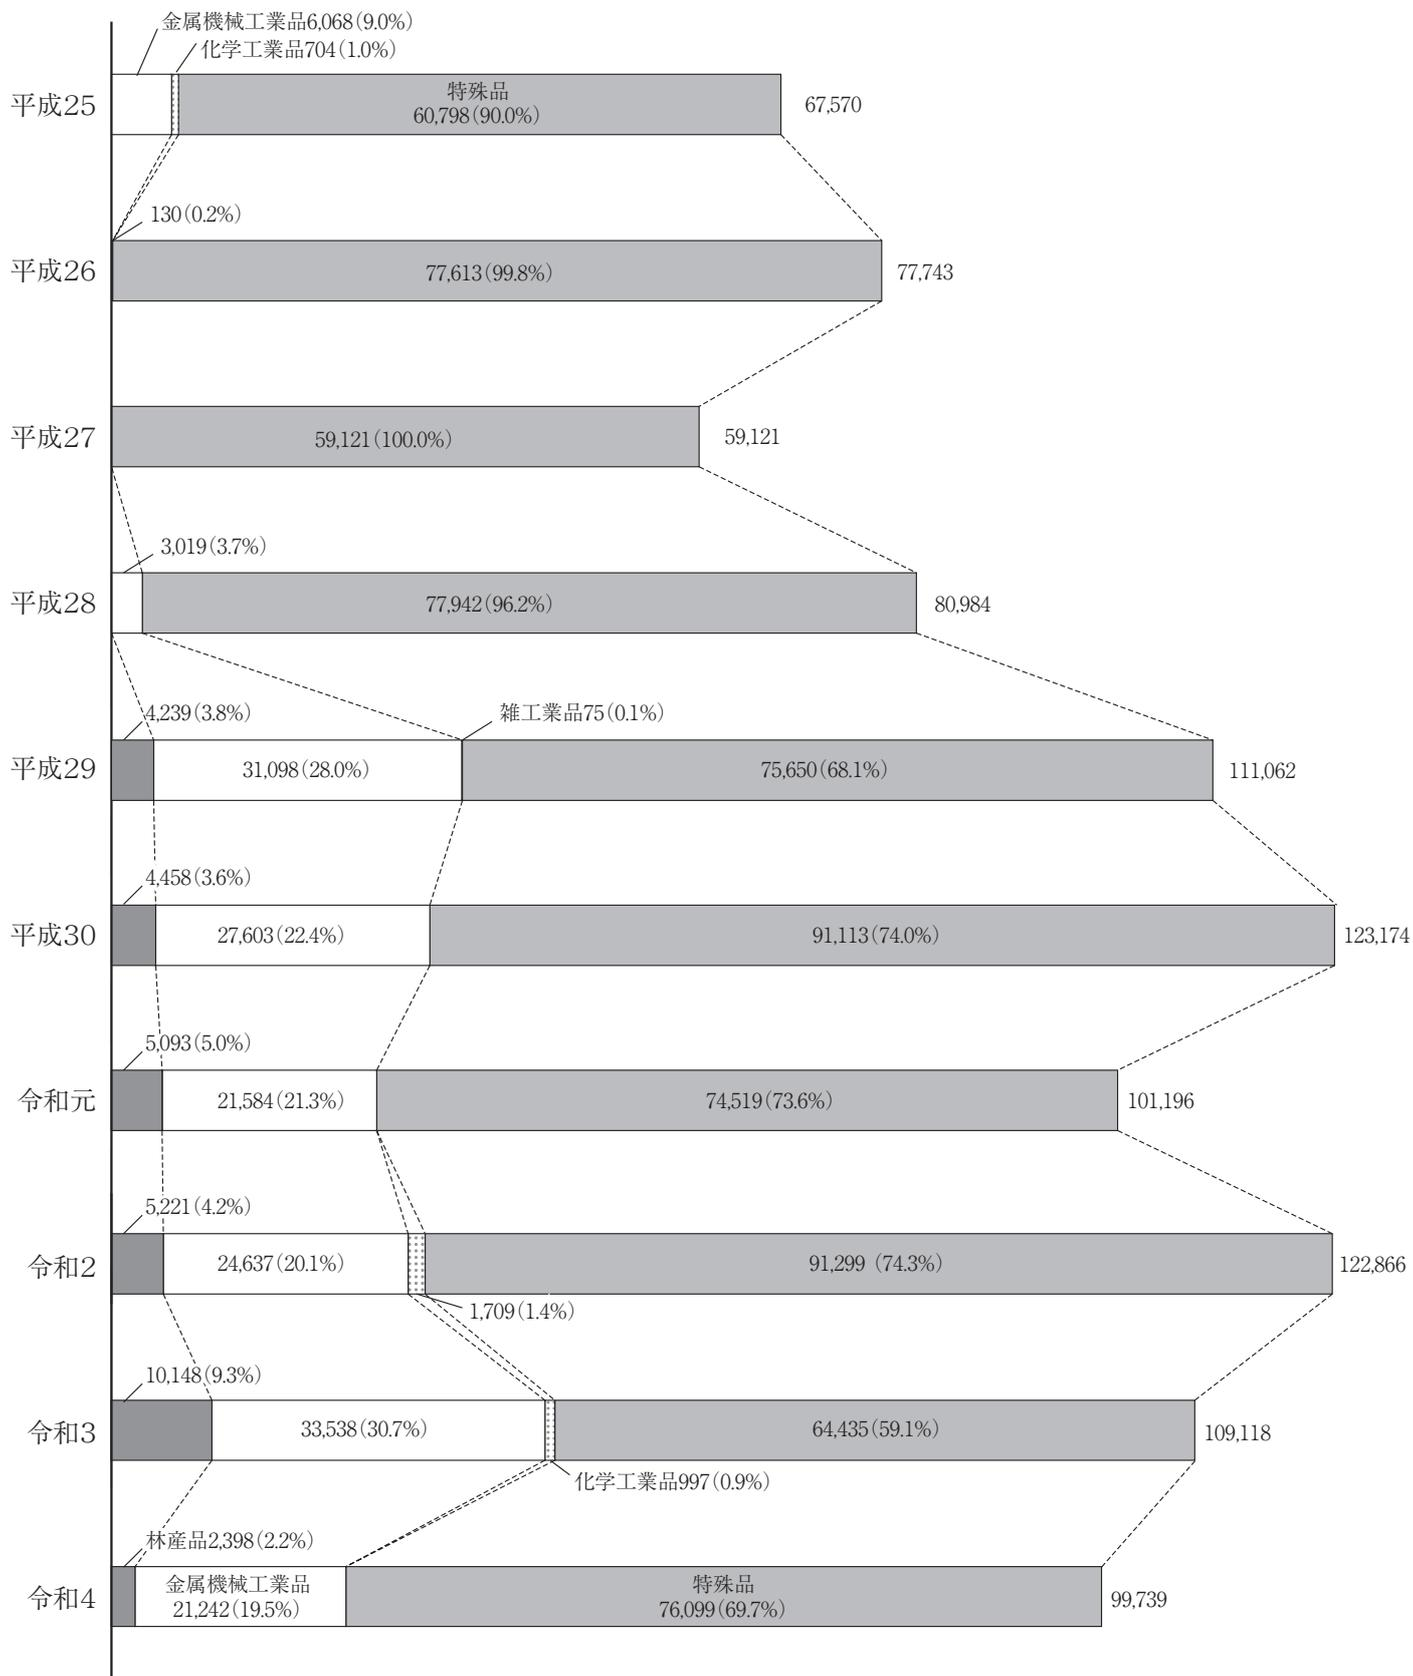 金属機械工業品6,068(9.0%)
化学工業品704(1.0%)
平成25
特殊品
60,798(90.0%)
67,570
130(0.2%)
平成26
77,613(99.8%)
77,743
平成27
59,121(100.0%)
59,121
3,019(3.7%)
平成28
77,942(96.2%)
80,984
4,239(3.8%)
雑工業品75(0.1%)
平成29
31,098(28.0%)
75,650(68.1%)
111,062
4,458(3.6%)
平成30
27,603(22.4%)
91,113(74.0%)
123,174
5,093(5.0%)
令和元
21,584(21.3%)
74,519(73.6%)
101,196
5,221(4.2%)
令和2
24,637(20.1%)
91,299 (74.3%)
122,866
1,709(1.4%)
10,148(9.3%)
令和3
33,538(30.7%)
64,435(59.1%)
109,118
化学工業品997(0.9%)
林産品2,398(2.2%)
令和4
金属機械工業品
21,242(19.5%)
特殊品
76,099(69.7%)
99,739